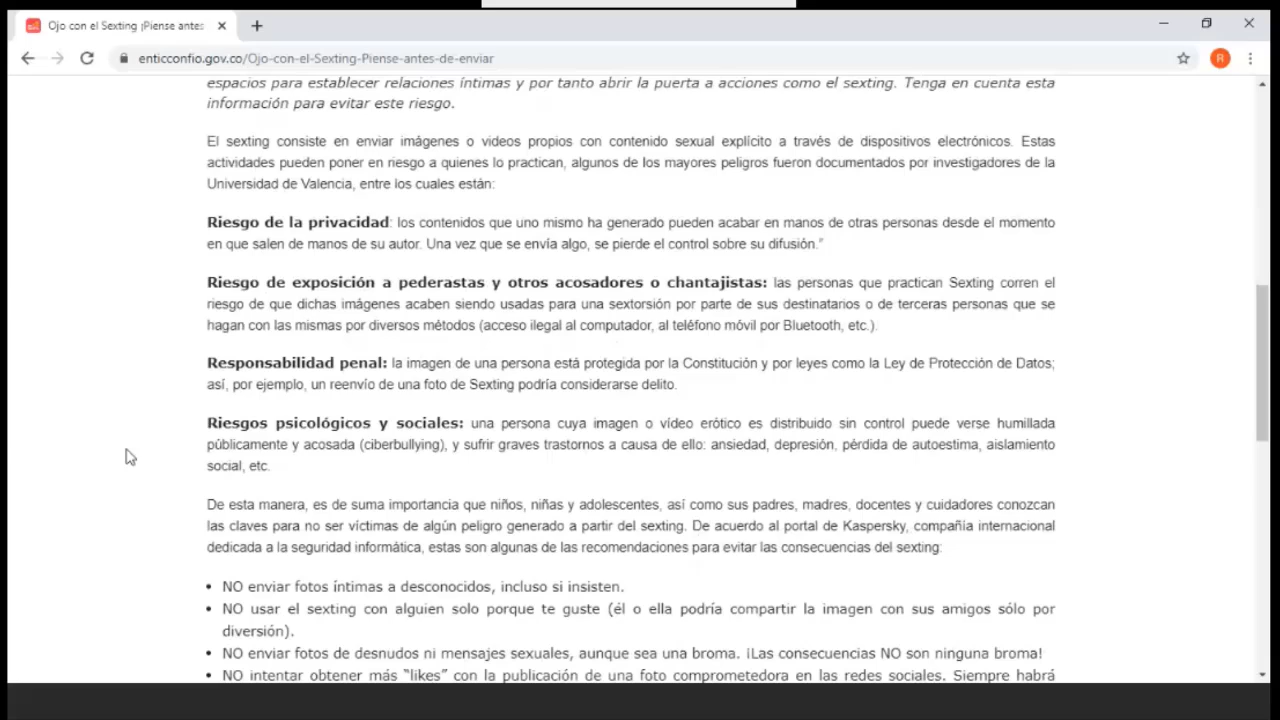 Ojo con el Sexting ¡Piense antes
enticconfio.gov.co/Ojo-con-el-Sexting-Piense-antes-de-enviar
R
espacios para establecer relaciones íntimas y por tanto abrir la puerta a acciones como el sexting. Tenga en cuenta esta
información para evitar este riesgo.
El sexting consiste en enviar imágenes o videos propios con contenido sexual explícito a través de dispositivos electrónicos. Estas
actividades pueden poner en riesgo a quienes lo practican, algunos de los mayores peligros fueron documentados por investigadores de la
Universidad de Valencia, entre los cuales están:
Riesgo de la privacidad: los contenidos que uno mismo ha generado pueden acabar en manos de otras personas desde el momento
en que salen de manos de su autor. Una vez que se envía algo, se pierde el control sobre su difusión.”
Riesgo de exposición a pederastas y otros acosadores o chantajistas: las personas que practican Sexting corren el
riesgo de que dichas imágenes acaben siendo usadas para una sextorsión por parte de sus destinatarios o de terceras personas que se
hagan con las mismas por diversos métodos (acceso ilegal al computador, al teléfono móvil por Bluetooth, etc.).
Responsabilidad penal: la imagen de una persona está protegida por la Constitución y por leyes como la Ley de Protección de Datos;
así, por ejemplo, un reenvío de una foto de Sexting podría considerarse delito.
Riesgos psicológicos y sociales: una persona cuya imagen o vídeo erótico es distribuido sin control puede verse humillada
públicamente y acosada (ciberbullying), y sufrir graves trastornos a causa de ello: ansiedad, depresión, pérdida de autoestima, aislamiento
social, etc.
De esta manera, es de suma importancia que niños, niñas y adolescentes, así como sus padres, madres, docentes y cuidadores conozcan
las claves para no ser víctimas de algún peligro generado a partir del sexting. De acuerdo al portal de Kaspersky, compañía internacional
dedicada a la seguridad informática, estas son algunas de las recomendaciones para evitar las consecuencias del sexting:
• NO enviar fotos íntimas a desconocidos, incluso si insisten.
• NO usar el sexting con alguien solo porque te guste (él o ella podría compartir la imagen con sus amigos sólo por
diversión).
• NO enviar fotos de desnudos ni mensajes sexuales, aunque sea una broma. ¡Las consecuencias NO son ninguna broma!
• NO intentar obtener más “likes” con la publicación de una foto comprometedora en las redes sociales. Siempre habrá